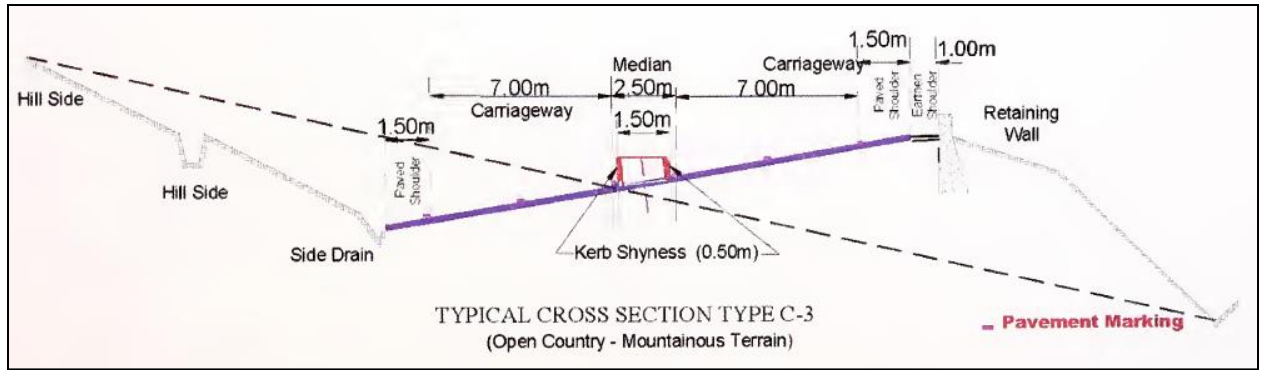 1.50m
1.00m
Median
Carriageway
7.00m
2.50m
7.00m
Paved
Shoulder
Earthen
Shoulder
Hill Side
Carriageway
Retaining
Wall
1.50m
1.50m
Paved
Shoulder
Hill Side
Side Drain
Kerb Shyness (0.50m)
TYPICAL CROSS SECTION TYPE C-3
Pavement Marking
(Open Country - Mountainous Terrain)